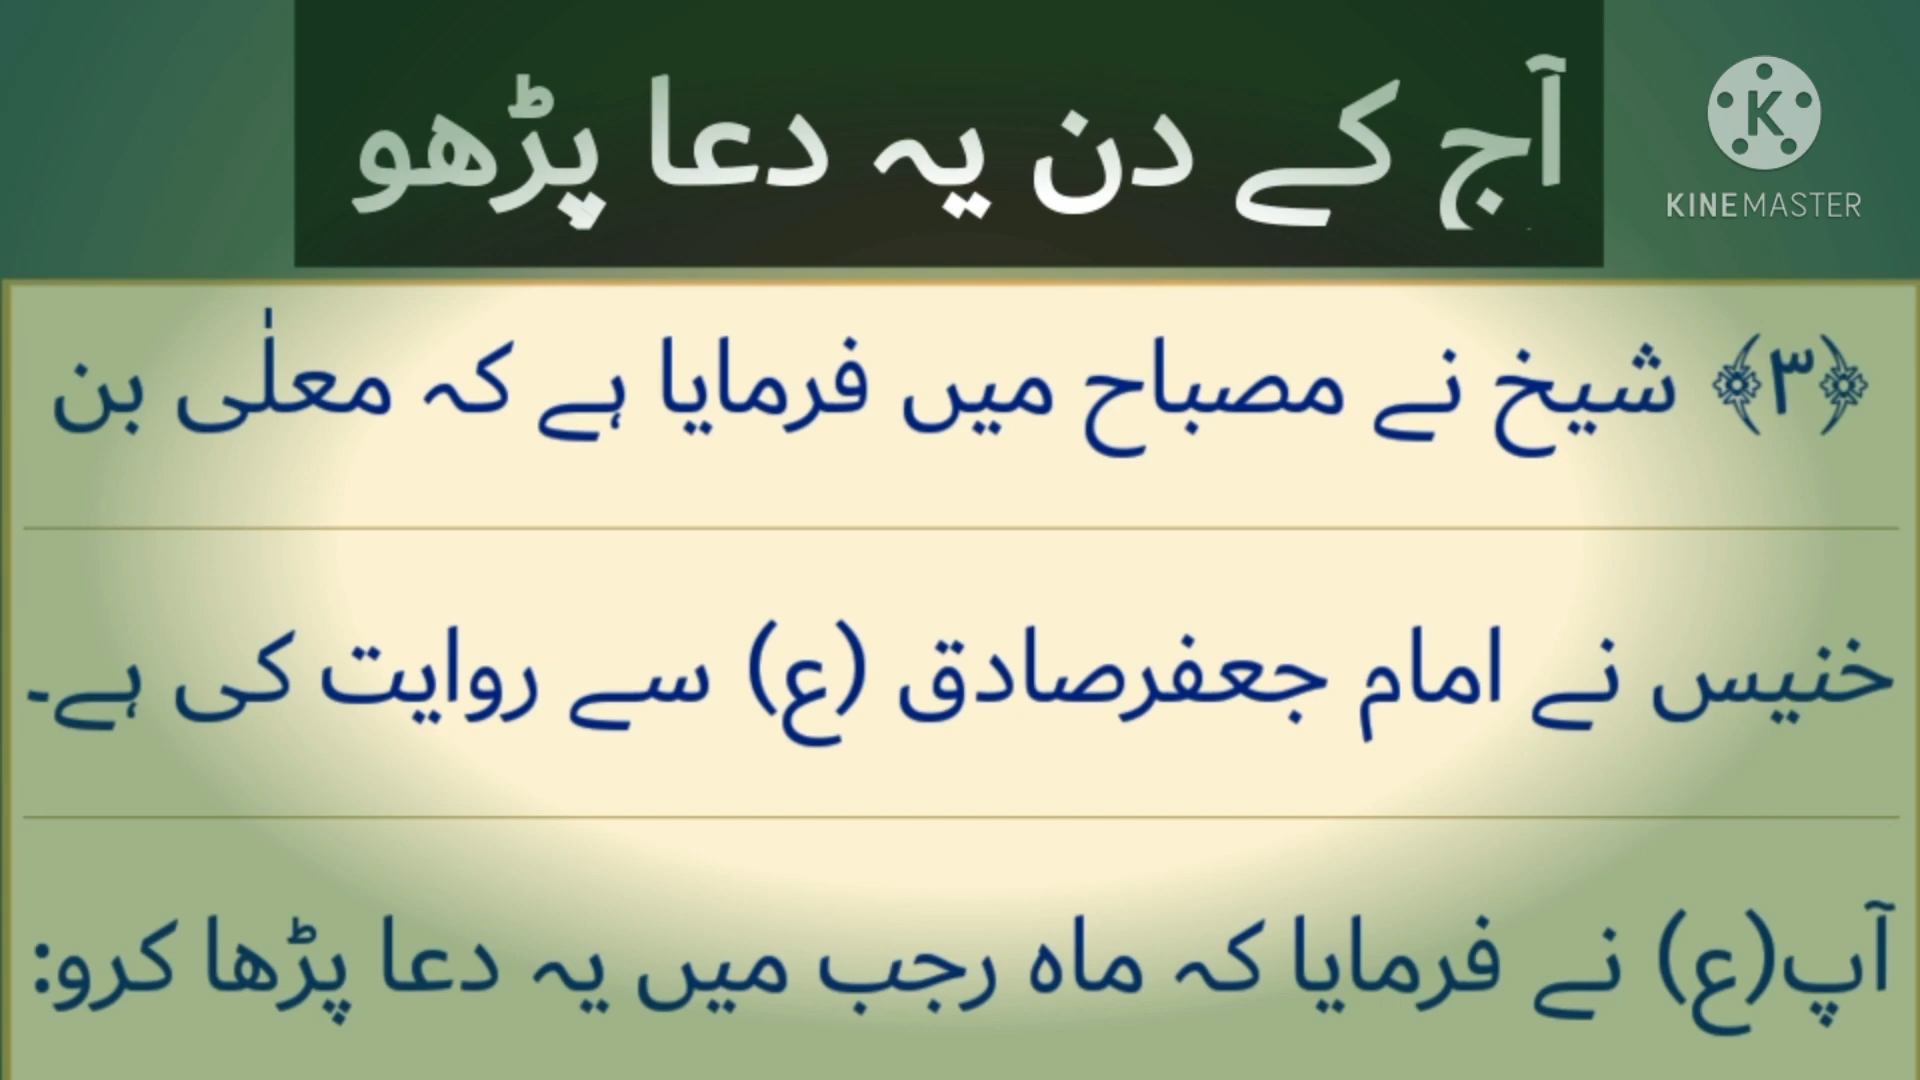 آج کے دن یہ دعا پڑھو
KINEMASTER
﴿۳﴾ شیخ نے مصباح میں فرمایا ہے کہ معلٰی بن
خنیس نے امام جعفرصادق (ع) سے روایت کی ہے۔
آپ(ع) نے فرمایا کہ ماہ رجب میں یہ دعا پڑھا کرو: